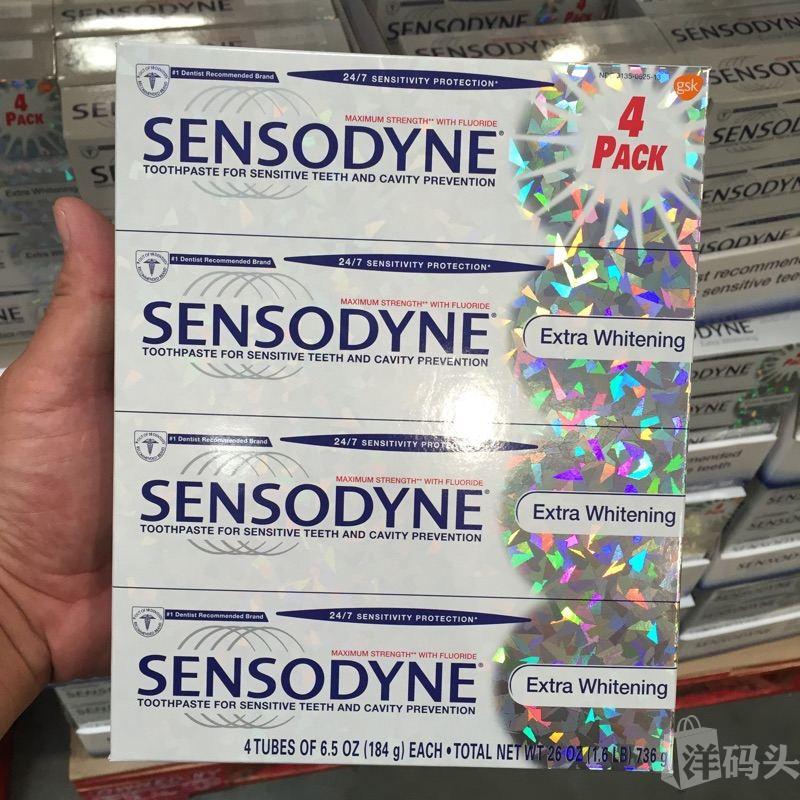 #1 Dentist Recommended Brand
24/7 SENSITIVITY PROTECTION*
gsk
4
PACK
MAXIMUM STRENGTH** WITH FLUORIDE
SENSODYNE®
TOOTHPASTE FOR SENSITIVE TEETH AND CAVITY PREVENTION
#1 Dentist Recommended Brand
24/7 SENSITIVITY PROTECTION*
MAXIMUM STRENGTH** WITH FLUORIDE
SENSODYNE®
TOOTHPASTE FOR SENSITIVE TEETH AND CAVITY PREVENTION
Extra Whitening
#1 Dentist Recommended Brand
24/7 SENSITIVITY PROTECTION*
MAXIMUM STRENGTH** WITH FLUORIDE
SENSODYNE®
TOOTHPASTE FOR SENSITIVE TEETH AND CAVITY PREVENTION
Extra Whitening
#1 Dentist Recommended Brand
24/7 SENSITIVITY PROTECTION*
MAXIMUM STRENGTH** WITH FLUORIDE
SENSODYNE®
TOOTHPASTE FOR SENSITIVE TEETH AND CAVITY PREVENTION
Extra Whitening
4 TUBES OF 6.5 OZ (184 g) EACH • TOTAL NET WT 26 OZ (1.6 LB) 736 g
洋码头